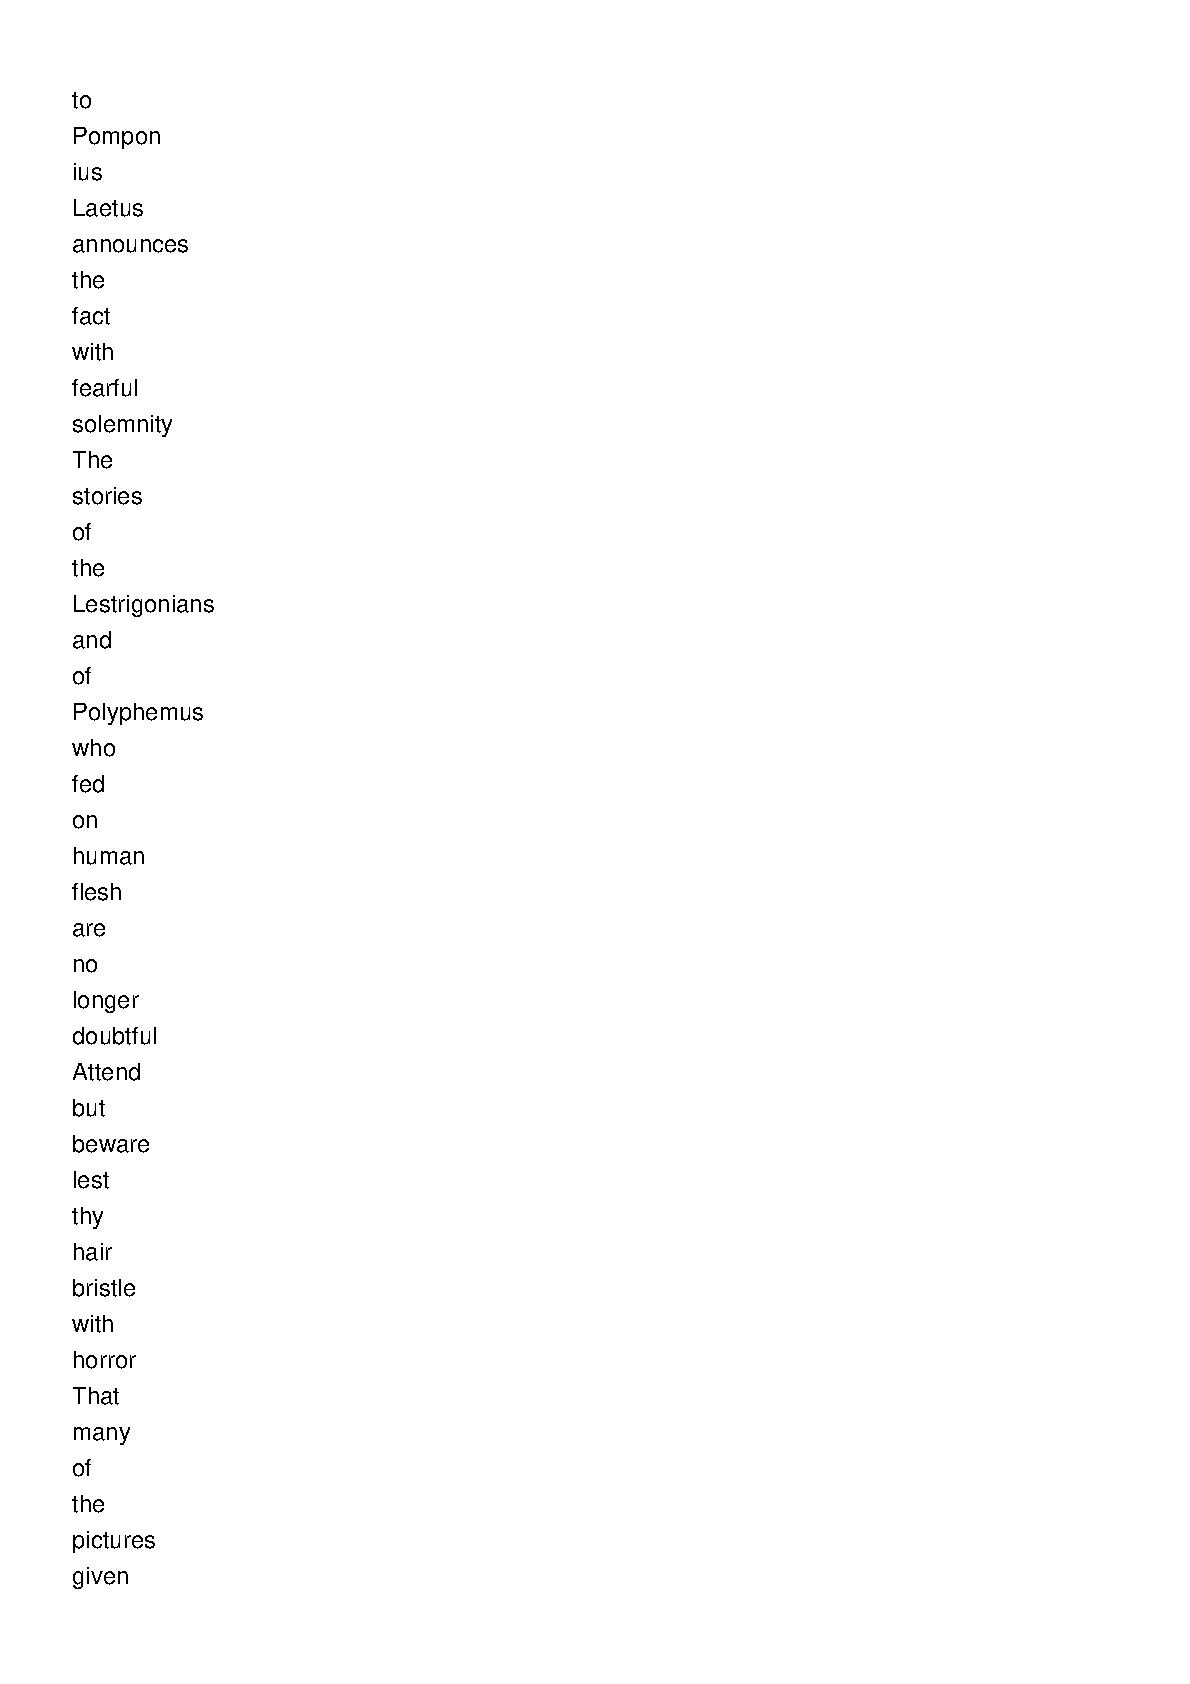 to
Pompon
ius
Laetus
announces
the
fact
with
fearful
solemnity
The
stories
of
the
Lestrigonians
and
of
Polyphemus
who
fed
on
human
flesh
are
no
longer
doubtful
Attend
but
beware
lest
thy
hair
bristle
with
horror
That
many
of
the
pictures
given